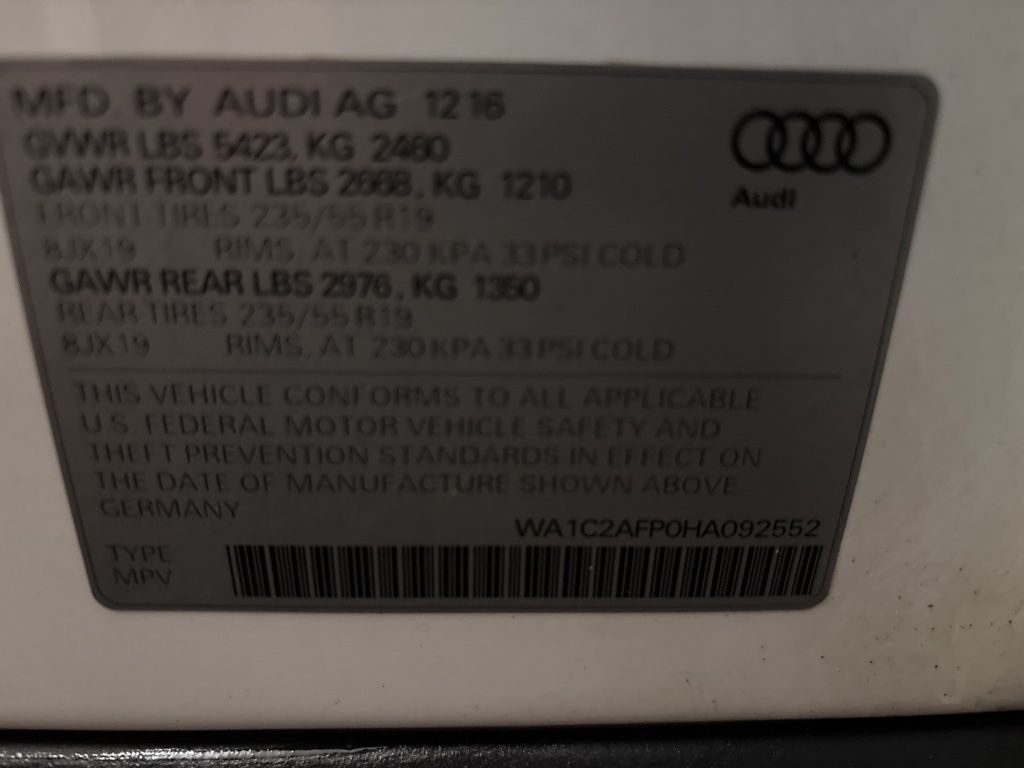 MFD. BY AUDI AG 12 16
GVWR LBS 5423, KG 2460
Audi
GAWR FRONT LBS 2668, KG 1210
FRONT TIRES 235/55 R19
8JX19 RIMS, AT 230 KPA 33 PSI COLD
GAWR REAR LBS 2976, KG 1350
REAR TIRES 235/55 R19
8JX19 RIMS, AT 230 KPA 33 PSI COLD
THIS VEHICLE CONFORMS TO ALL APPLICABLE
U.S. FEDERAL MOTOR VEHICLE SAFETY AND
THEFT PREVENTION STANDARDS IN EFFECT ON
THE DATE OF MANUFACTURE SHOWN ABOVE
GERMANY
WA1C2AFP0HA092552
TYPE
MPV